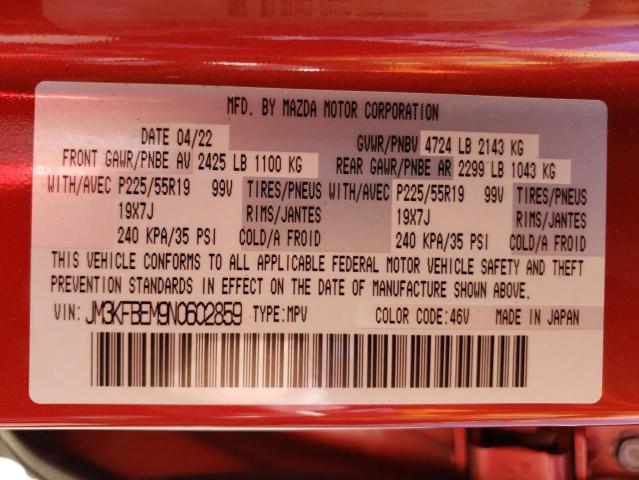 MFD. BY MAZDA MOTOR CORPORATION
DATE 04/22 GVWR/PNBV 4724 LB 2143 KG
FRONT GAWR/PNBE AV 2425 LB 1100 KG REAR GAWR/PNBE AR 2299 LB 1043 KG
WITH/AVEC P225/55R19 99V TIRES/PNEUS WITH/AVEC P225/55R19 99V TIRES/PNEUS
19X7J RIMS/JANTES 19X7J RIMS/JANTES
240 KPA/35 PSI COLD/A FROID 240 KPA/35 PSI COLD/A FROID
THIS VEHICLE CONFORMS TO ALL APPLICABLE FEDERAL MOTOR VEHICLE SAFETY AND THEFT
PREVENTION STANDARDS IN EFFECT ON THE DATE OF MANUFACTURE SHOWN ABOVE.
VIN: JM3KFBEM9N0602859 TYPE:MPV COLOR CODE:46V MADE IN JAPAN